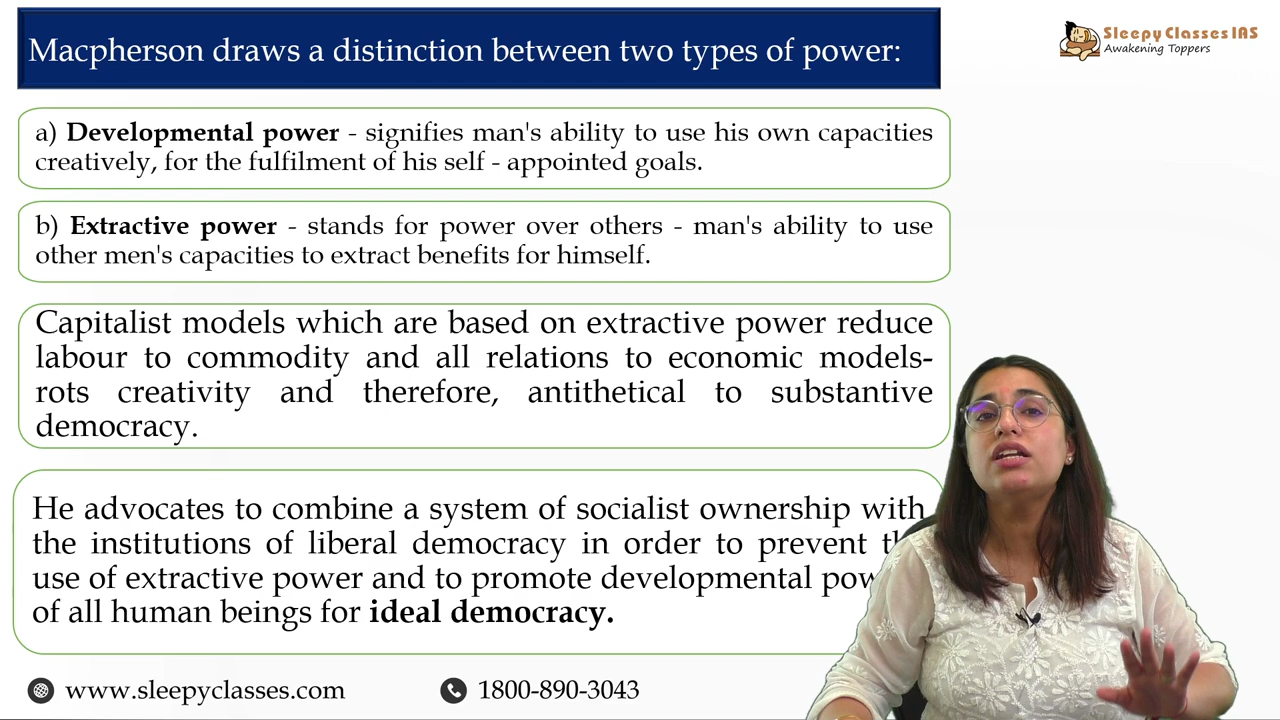 Macpherson draws a distinction between two types of power:
Sleepy Classes IAS
Awakening Toppers
a) Developmental power - signifies man's ability to use his own capacities
creatively, for the fulfilment of his self - appointed goals.
b) Extractive power - stands for power over others - man's ability to use
other men's capacities to extract benefits for himself.
Capitalist models which are based on extractive power reduce
labour to commodity and all relations to economic models-
rots creativity and therefore, antithetical to substantive
democracy.
He advocates to combine a system of socialist ownership with
the institutions of liberal democracy in order to prevent
use of extractive power and to promote developmental
of all human beings for ideal democracy.
www.sleepyclasses.com
1800-890-3043